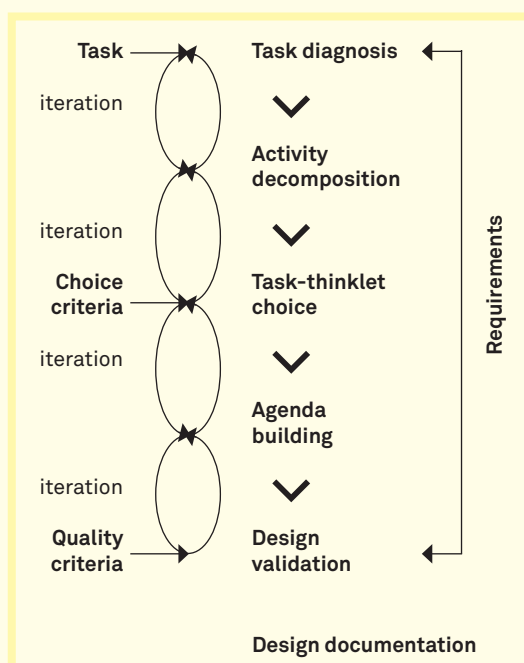 Task
Task diagnosis
iteration
Activity
decomposition
iteration
Choice
criteria
Task-thinklet
choice
iteration
Agenda
building
iteration
Quality
criteria
Design
validation
Requirements
Design documentation